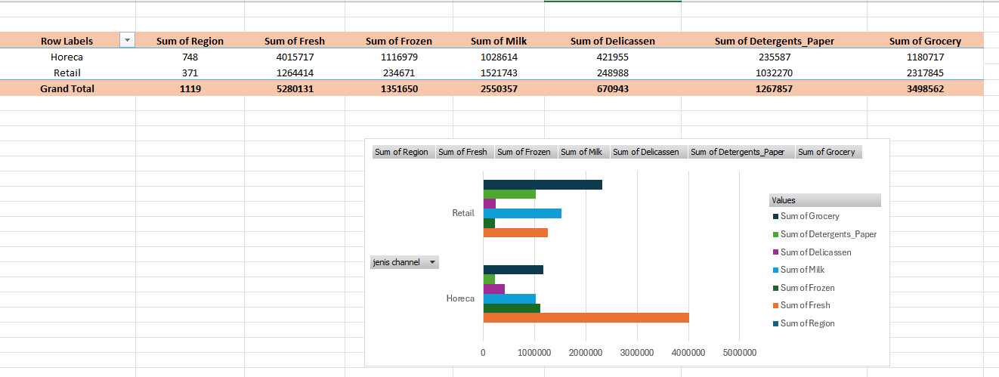 Row Labels Sum of Region Sum of Fresh Sum of Frozen Sum of Milk Sum of Delicassen Sum of Detergents_Paper Sum of Grocery
Horeca 748 4015717 1116979 1028614 421955 235587 1180717
Retail 371 1264414 234671 1521743 248988 1032270 2317845
Grand Total 1119 5280131 1351650 2550357 670943 1267857 3498562
Sum of Region Sum of Fresh Sum of Frozen Sum of Milk Sum of Delicassen Sum of Detergents_Paper Sum of Grocery
Retail
jenis channel
Horeca
0 1000000 2000000 3000000 4000000 5000000
Values
Sum of Grocery
Sum of Detergents_Paper
Sum of Delicassen
Sum of Milk
Sum of Frozen
Sum of Fresh
Sum of Region